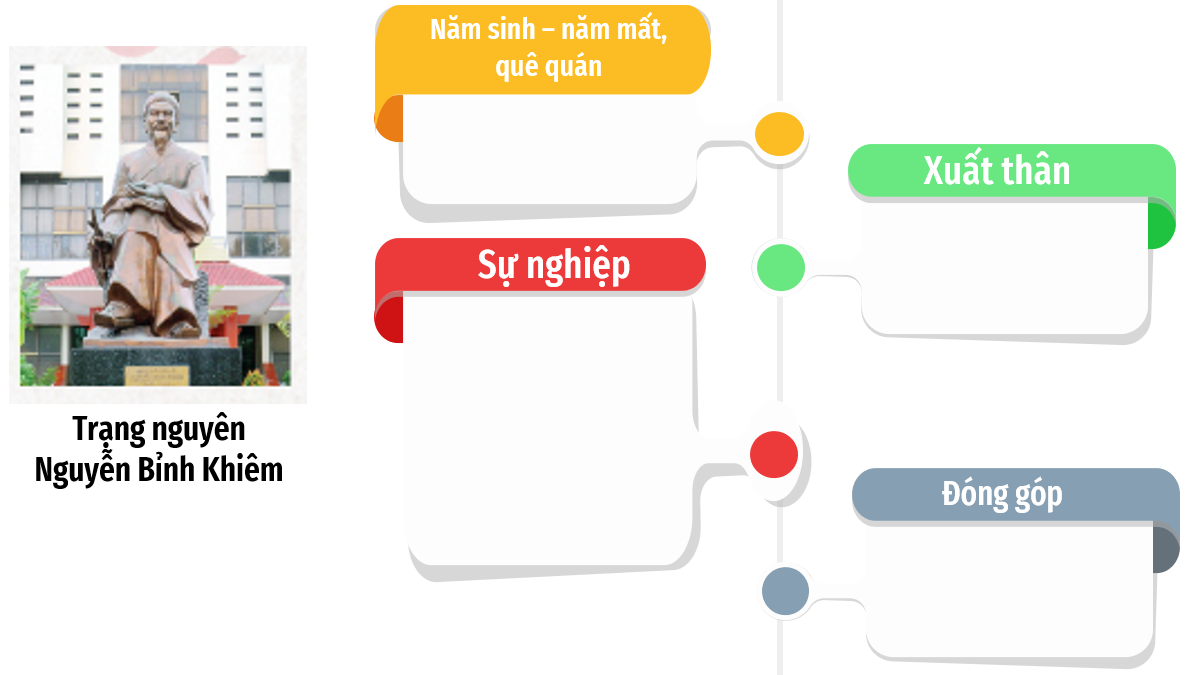 Năm sinh – năm mất,
quê quán
Xuất thân
Sự nghiệp
Trạng nguyên
Nguyễn Bỉnh Khiêm
Đóng góp